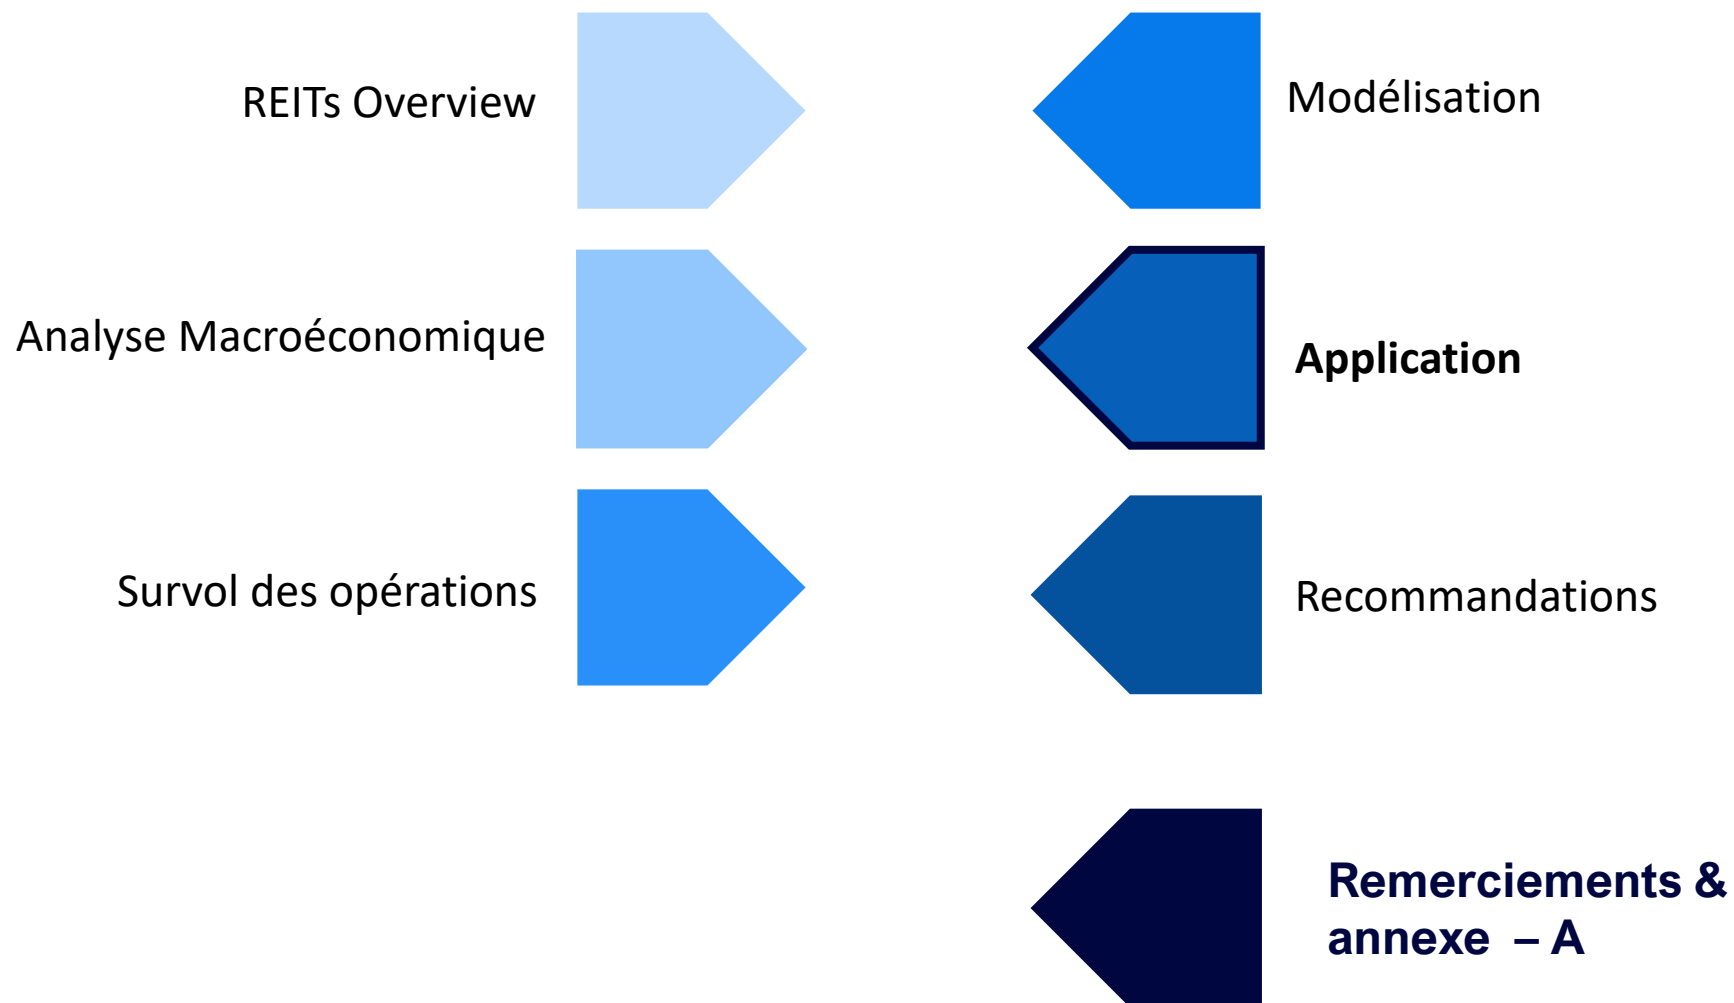 REITs Overview
Analyse Macroéconomique
Survol des opérations
Modélisation
Application
Recommandations
Remerciements &
annexe – A